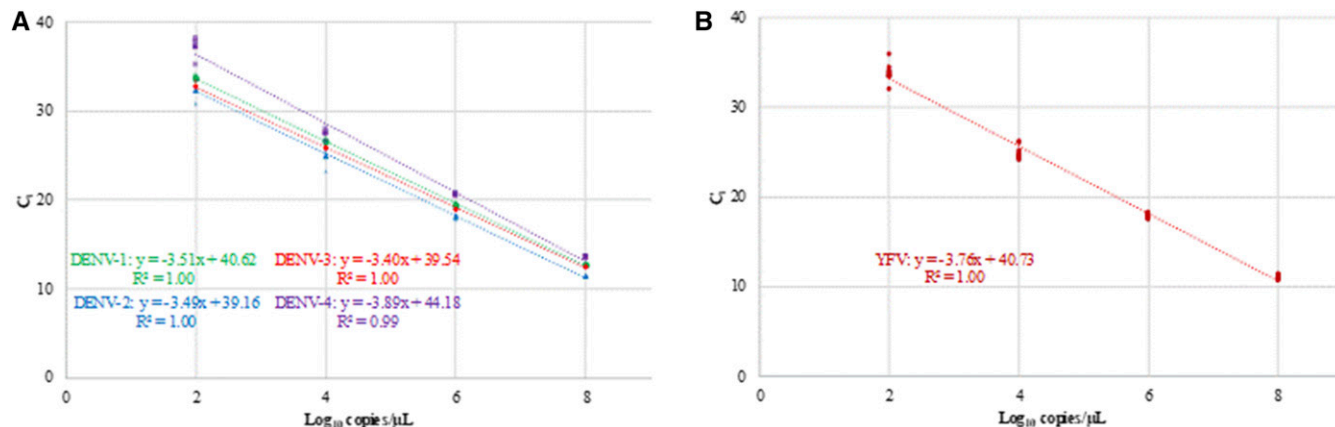 A
40
30
20
10
0
C_t
DENV-1: y = -3.51x + 40.62
R² = 1.00
DENV-3: y = -3.40x + 39.54
R² = 1.00
DENV-2: y = -3.49x + 39.16
R² = 1.00
DENV-4: y = -3.89x + 44.18
R² = 0.99
0 2 4 6 8
Log₁₀ copies/µL
B
40
30
20
10
0
C_t
YFV: y = -3.76x + 40.73
R² = 1.00
0 2 4 6 8
Log₁₀ copies/µL